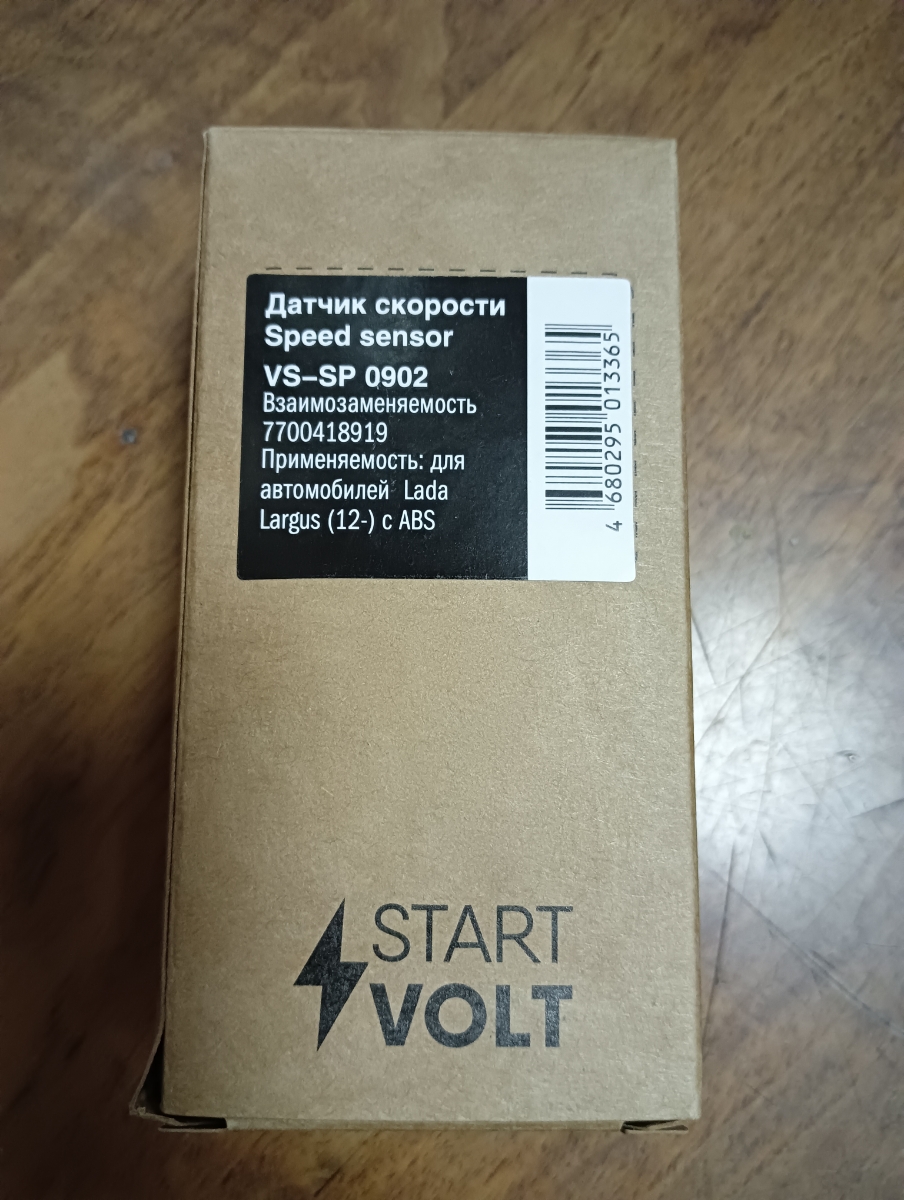 Датчик скорости
Speed sensor
VS–SP 0902
Взаимозаменяемость
7700418919
Применяемость: для
автомобилей Lada
Largus (12-) с ABS
4 680295 013365
START
VOLT